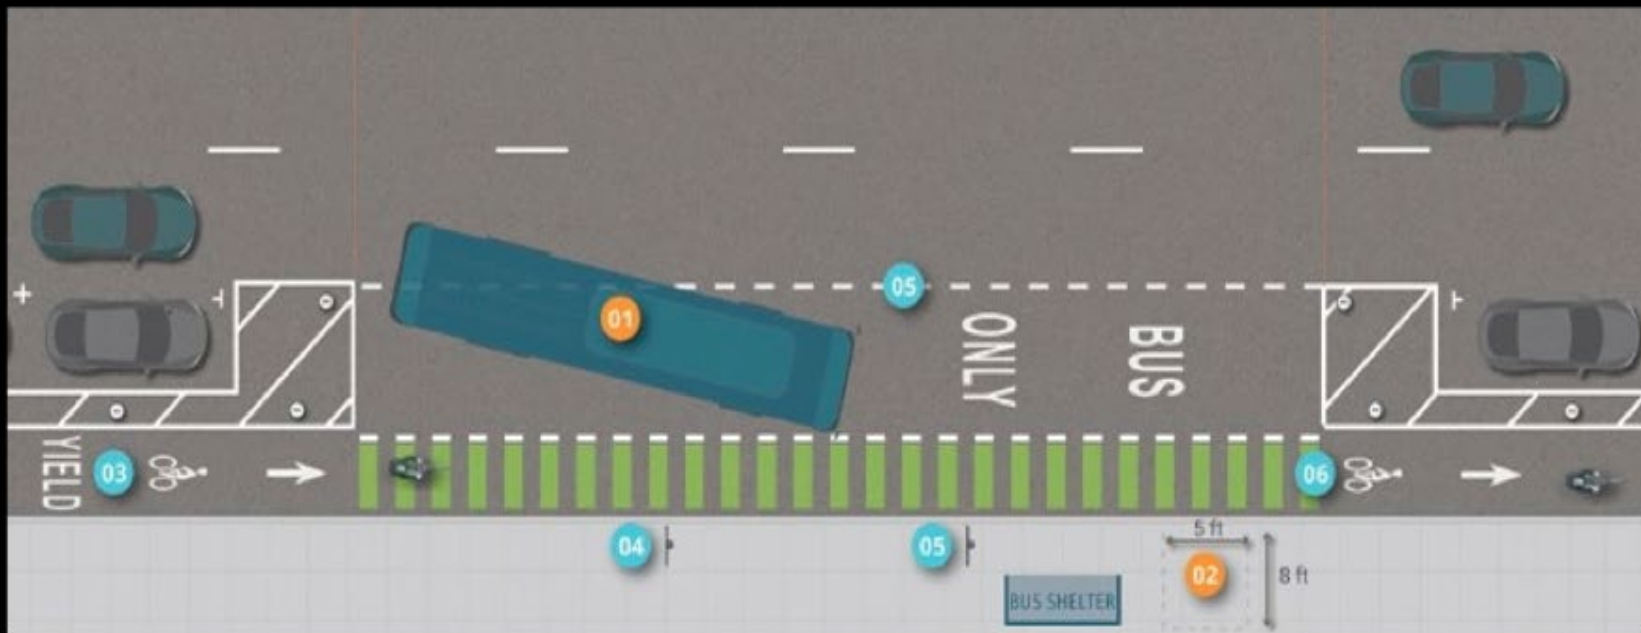 05
01
ONLY
BUS
YIELD
03
06
04
05
5 ft
02
8 ft
BUS SHELTER